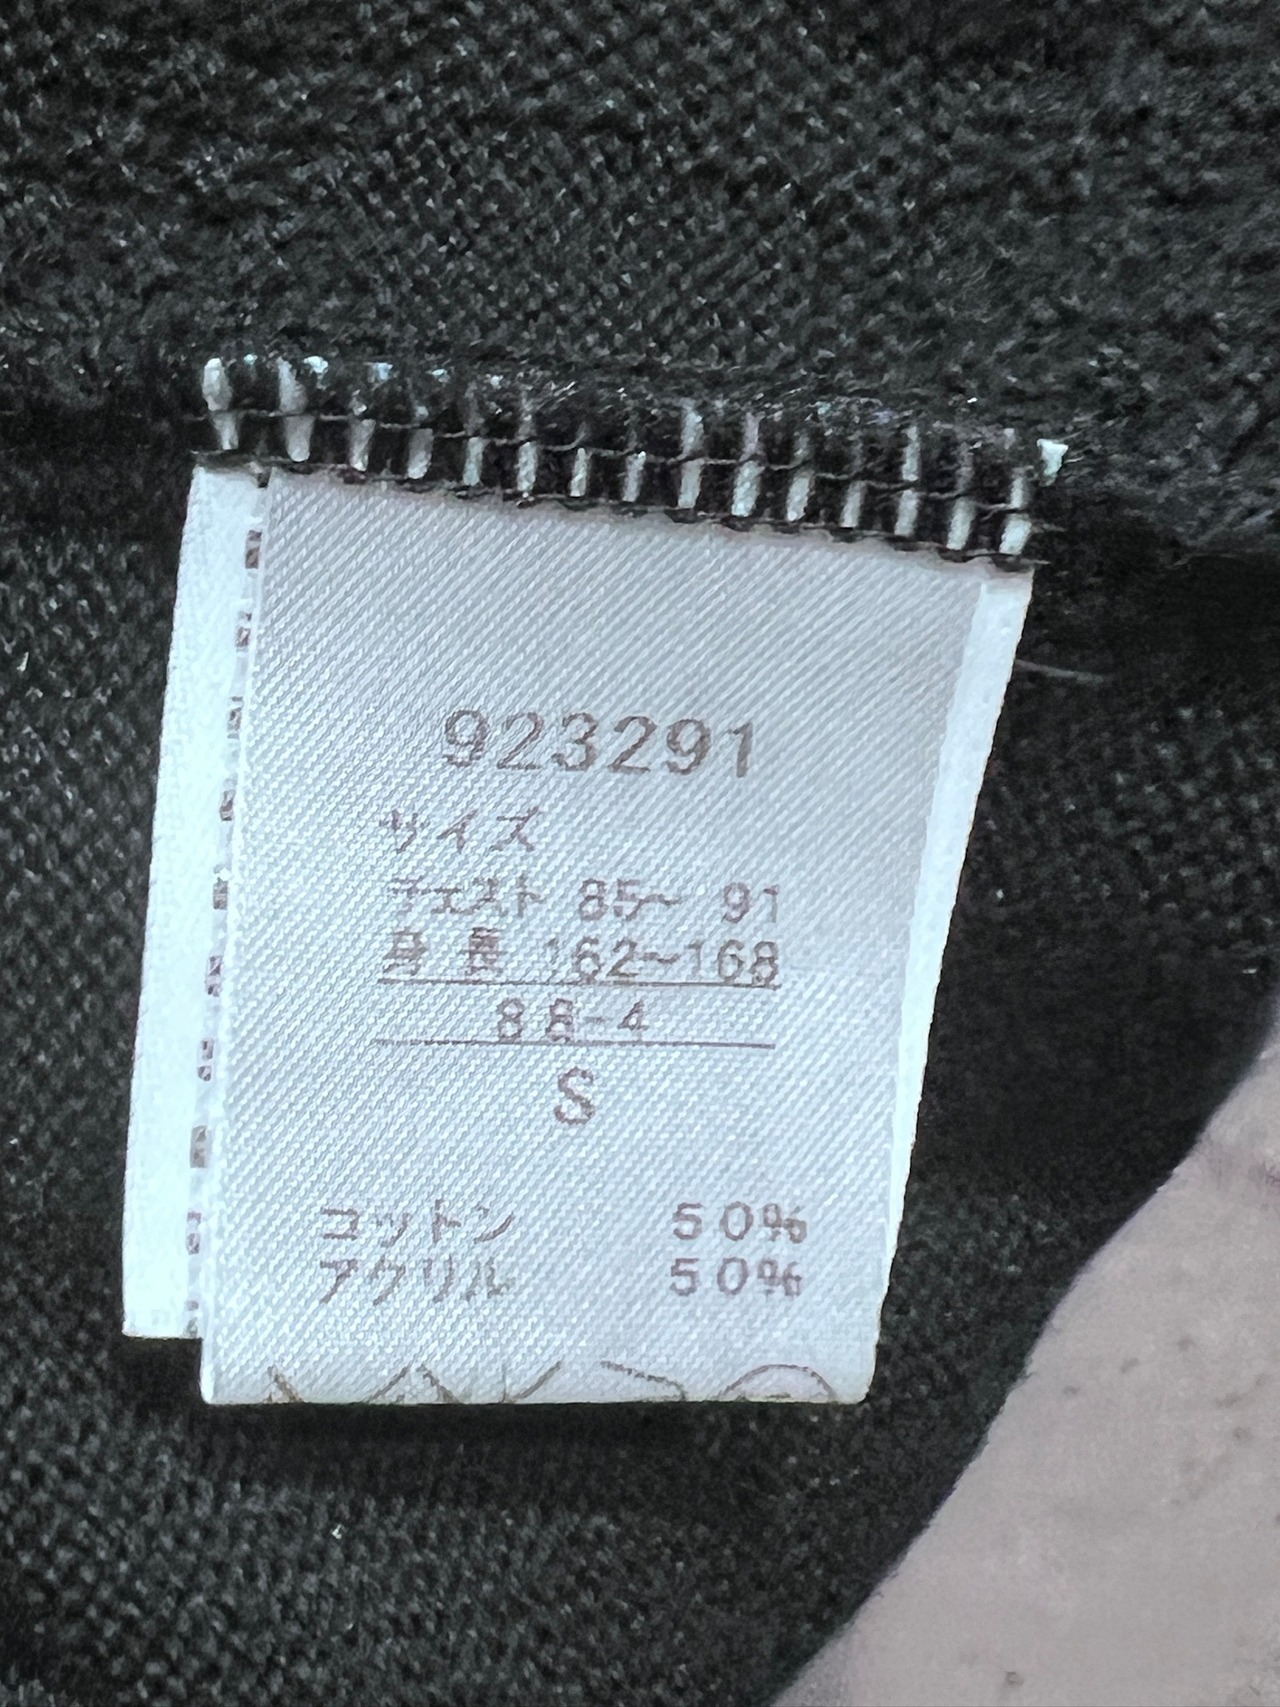 923291
サイズ
チェスト 85~ 91
身 長 162~168
88-4
S
コットン 50%
アクリル 50%